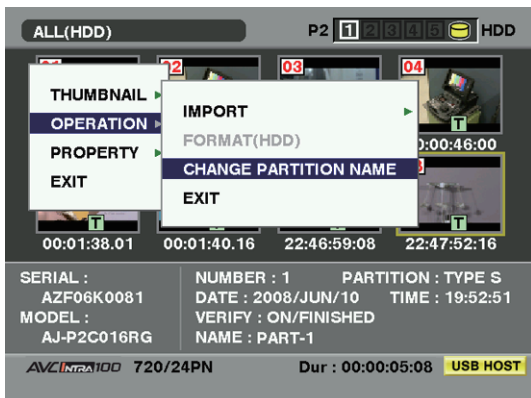 ALL(HDD) P2 1 2 3 4 5 HDD
02 03 04
THUMBNAIL
OPERATION
PROPERTY
EXIT
IMPORT
FORMAT(HDD)
CHANGE PARTITION NAME
EXIT
T
0:00:46:00
T T
00:01:38.01 00:01:40.16 22:46:59:08 22:47:52:16
SERIAL :
AZF06K0081
MODEL :
AJ-P2C016RG
NUMBER : 1 PARTITION : TYPE S
DATE : 2008/JUN/10 TIME : 19:52:51
VERIFY : ON/FINISHED
NAME : PART-1
AVC INTRA 100 720/24PN Dur : 00:00:05:08 USB HOST